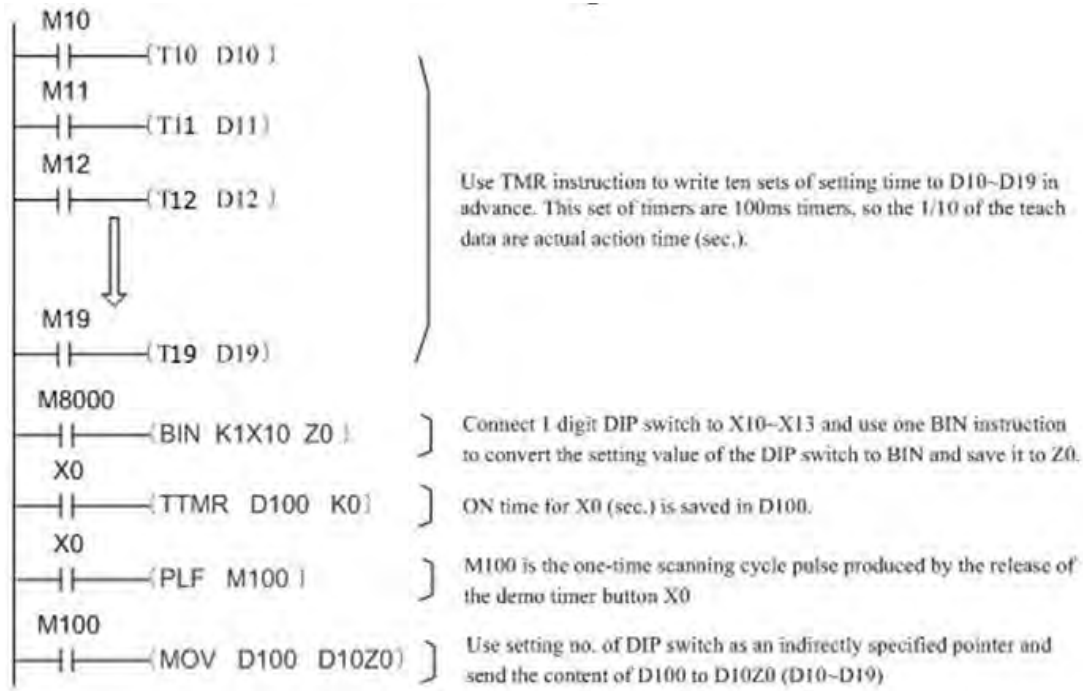 M10
(T10 D10)
M11
(T11 D11)
M12
(T12 D12)
Use TMR instruction to write ten sets of setting time to D10~D19 in
advance. This set of timers are 100ms timers, so the 1/10 of the teach
data are actual action time (sec.).
M19
(T19 D19)
M8000
(BIN K1X10 Z0)
Connect 1 digit DIP switch to X10~X13 and use one BIN instruction
to convert the setting value of the DIP switch to BIN and save it to Z0.
X0
(TTMR D100 K0)
ON time for X0 (sec.) is saved in D100.
X0
(PLF M100)
M100 is the one-time scanning cycle pulse produced by the release of
the demo timer button X0
M100
(MOV D100 D10Z0)
Use setting no. of DIP switch as an indirectly specified pointer and
send the content of D100 to D10Z0 (D10~D19)